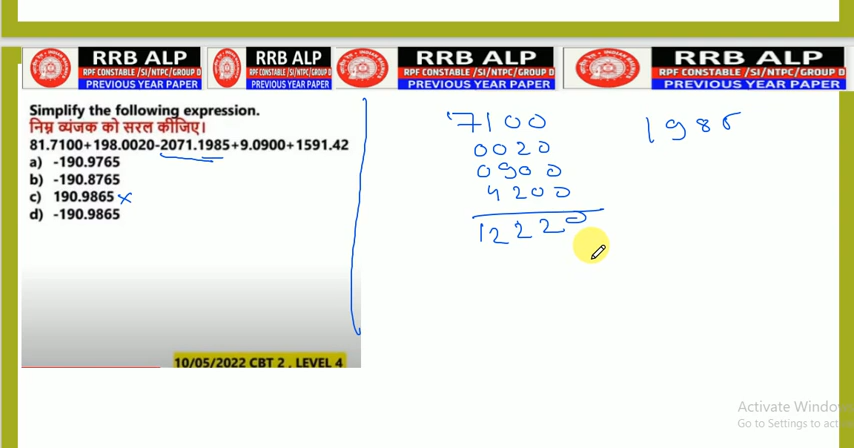 RRB ALP
RPF CONSTABLE /SI/NTPC/GROUP D
PREVIOUS YEAR PAPER
RRB ALP
RPF CONSTABLE /SI/NTPC/GROUP D
PREVIOUS YEAR PAPER
RRB ALP
RPF CONSTABLE /SI/NTPC/GROUP D
PREVIOUS YEAR PAPER
RRB ALP
RPF CONSTABLE /SI/NTPC/GROUP D
PREVIOUS YEAR PAPER
Simplify the following expression.
निम्न व्यंजक को सरल कीजिए।
81.7100+198.0020-2071.1985+9.0900+1591.42
a) -190.9765
b) -190.8765
c) 190.9865 x
d) -190.9865
10/05/2022 CBT 2 , LEVEL 4
7100
0020
0900
4200
12220
1985
Activate Windo
Go to Settings to acti